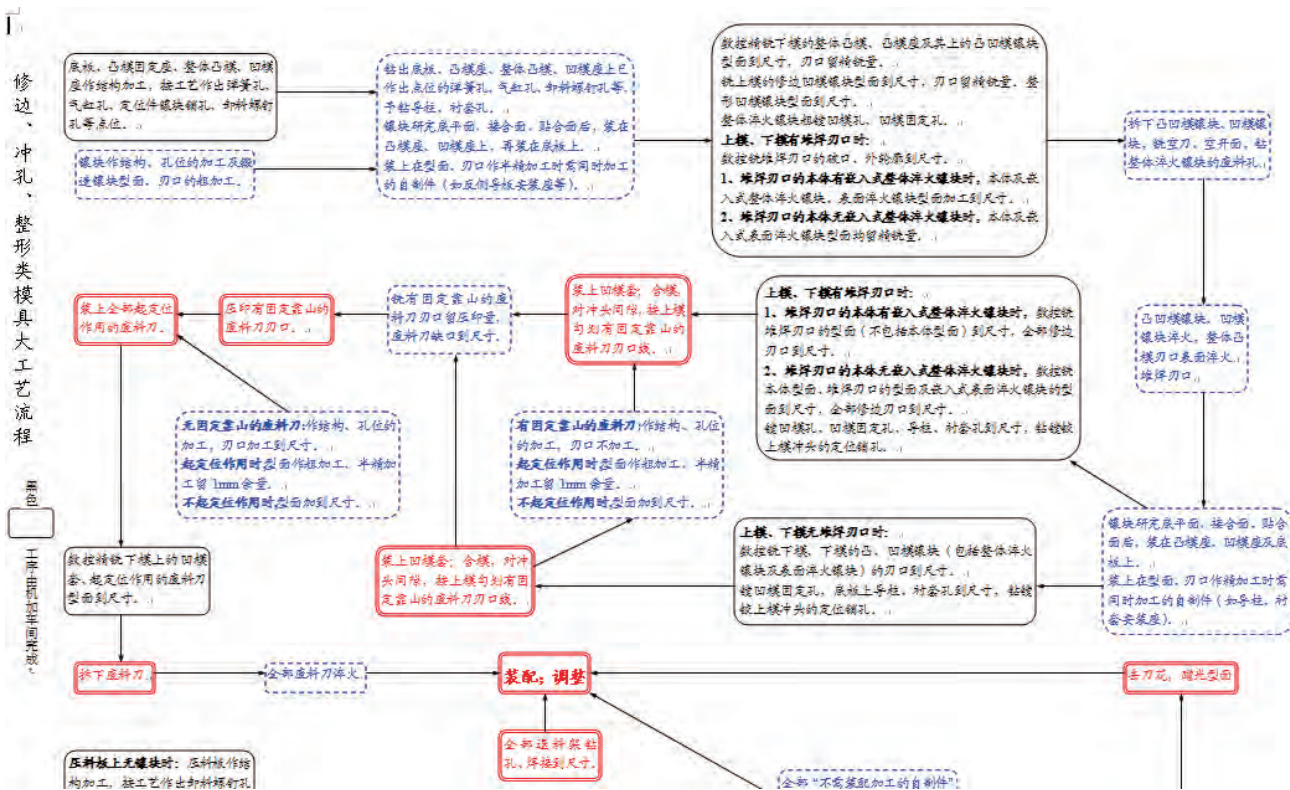 修边、冲孔、整形类模具大工艺流程
黑色
工序由机加车间完成。
底板、凸模固定座、整体凸模、凹模
座作结构加工，按工艺作出弹簧孔、
气缸孔、定位件镶块销孔、卸料螺钉
孔等点位。
镶块作结构、孔位的加工及锻
造镶块型面、刃口的粗加工。
钻出底板、凸模座、整体凸模、凹模座上已
作出点位的弹簧孔、气缸孔、卸料螺钉孔等，
予钻导柱、衬套孔。
镶块研完底平面、接合面、贴合面后，装在
凸模座、凹模座上，再装在底板上。
装上在型面、刃口作半精加工时需同时加工
的自制件（如反侧导板安装座等）。
数控精铣下模的整体凸模、凸模座及其上的凸凹模镶块
型面到尺寸，刃口留精铣量。
铣上模的修边凹模镶块型面到尺寸，刃口留精铣量、整
形凹模镶块型面到尺寸。
整体淬火镶块粗镗凹模孔、凹模固定孔。
上模、下模有堆焊刃口时：
数控铣堆焊刃口的坡口、外轮廓到尺寸。
1、堆焊刃口的本体有嵌入式整体淬火镶块时，本体及嵌
入式整体淬火镶块、表面淬火镶块型面加工到尺寸。
2、堆焊刃口的本体无嵌入式整体淬火镶块时，本体及嵌
入式表面淬火镶块型面均留精铣量。
拆下凸凹模镶块、凹模镶
块，铣空刀、空开面，钻
整体淬火镶块的废料孔
装上全部起定位
作用的废料刀。
压印有固定靠山的
废料刀刃口。
铣有固定靠山的废
料刀刃口留压印量，
废料刀缺口到尺寸。
装上凹模套；合模，
对冲头间隙，按上模
勾划有固定靠山的
废料刀刃口线。
上模、下模有堆焊刃口时：
1、堆焊刃口的本体有嵌入式整体淬火镶块时，数控铣
堆焊刃口的型面（不包括本体型面）到尺寸，全部修边
刃口到尺寸。
2、堆焊刃口的本体无嵌入式整体淬火镶块时，数控铣
本体型面、堆焊刃口的型面及嵌入式表面淬火镶块的型
面到尺寸，全部修边刃口到尺寸。
镗凹模孔、凹模固定孔、导柱、衬套孔到尺寸，钻镗铰
上模冲头的定位销孔。
凸凹模镶块、凹模
镶块淬火，整体凸
模刃口表面淬火，
堆焊刃口。
无固定靠山的废料刀:作结构、孔位的
加工，刃口加工到尺寸。
起定位作用时,型面作粗加工、半精加
工留 1mm 余量。
不起定位作用时,型面加到尺寸。
有固定靠山的废料刀:作结构、孔位
的加工，刃口不加工。
起定位作用时,型面作粗加工、半精
加工留 1mm 余量。
不起定位作用时,型面加到尺寸。
数控精铣下模上的凹模
套、起定位作用的废料刀
型面到尺寸。
装上凹模套；合模，对冲
头间隙，按上模勾划有固
定靠山的废料刀刃口线。
上模、下模无堆焊刃口时：
数控铣下模、下模的凸、凹模镶块（包括整体淬火
镶块及表面淬火镶块）的刃口到尺寸。
镗凹模固定孔，底板上导柱、衬套孔到尺寸，钻镗
铰上模冲头的定位销孔。
镶块研完底平面、接合面、贴合
面后，装在凸模座、凹模座及底
板上。
装上在型面、刃口作精加工时需
同时加工的自制件（如导柱、衬
套安装座）。
拆下废料刀。
全部废料刀淬火。
装配；调整
去刀花，蹭光型面
全部退料架钻
孔、焊接到尺寸。
压料板上无镶块时：压料板作结
构加工，按工艺作出卸料螺钉孔
全部“不需装配加工的自制件”